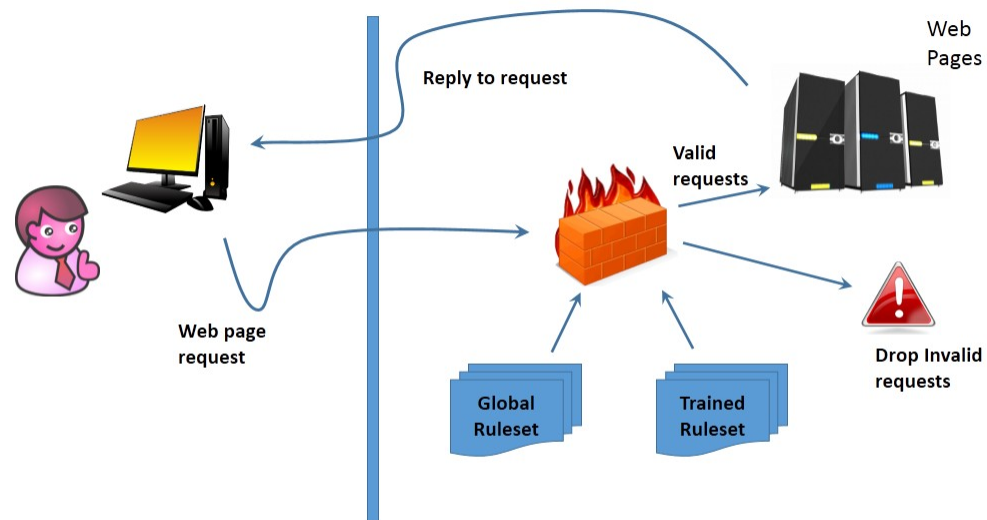 Web
Pages
Reply to request
Valid
requests
Web page
request
Drop Invalid
requests
Global
Ruleset
Trained
Ruleset